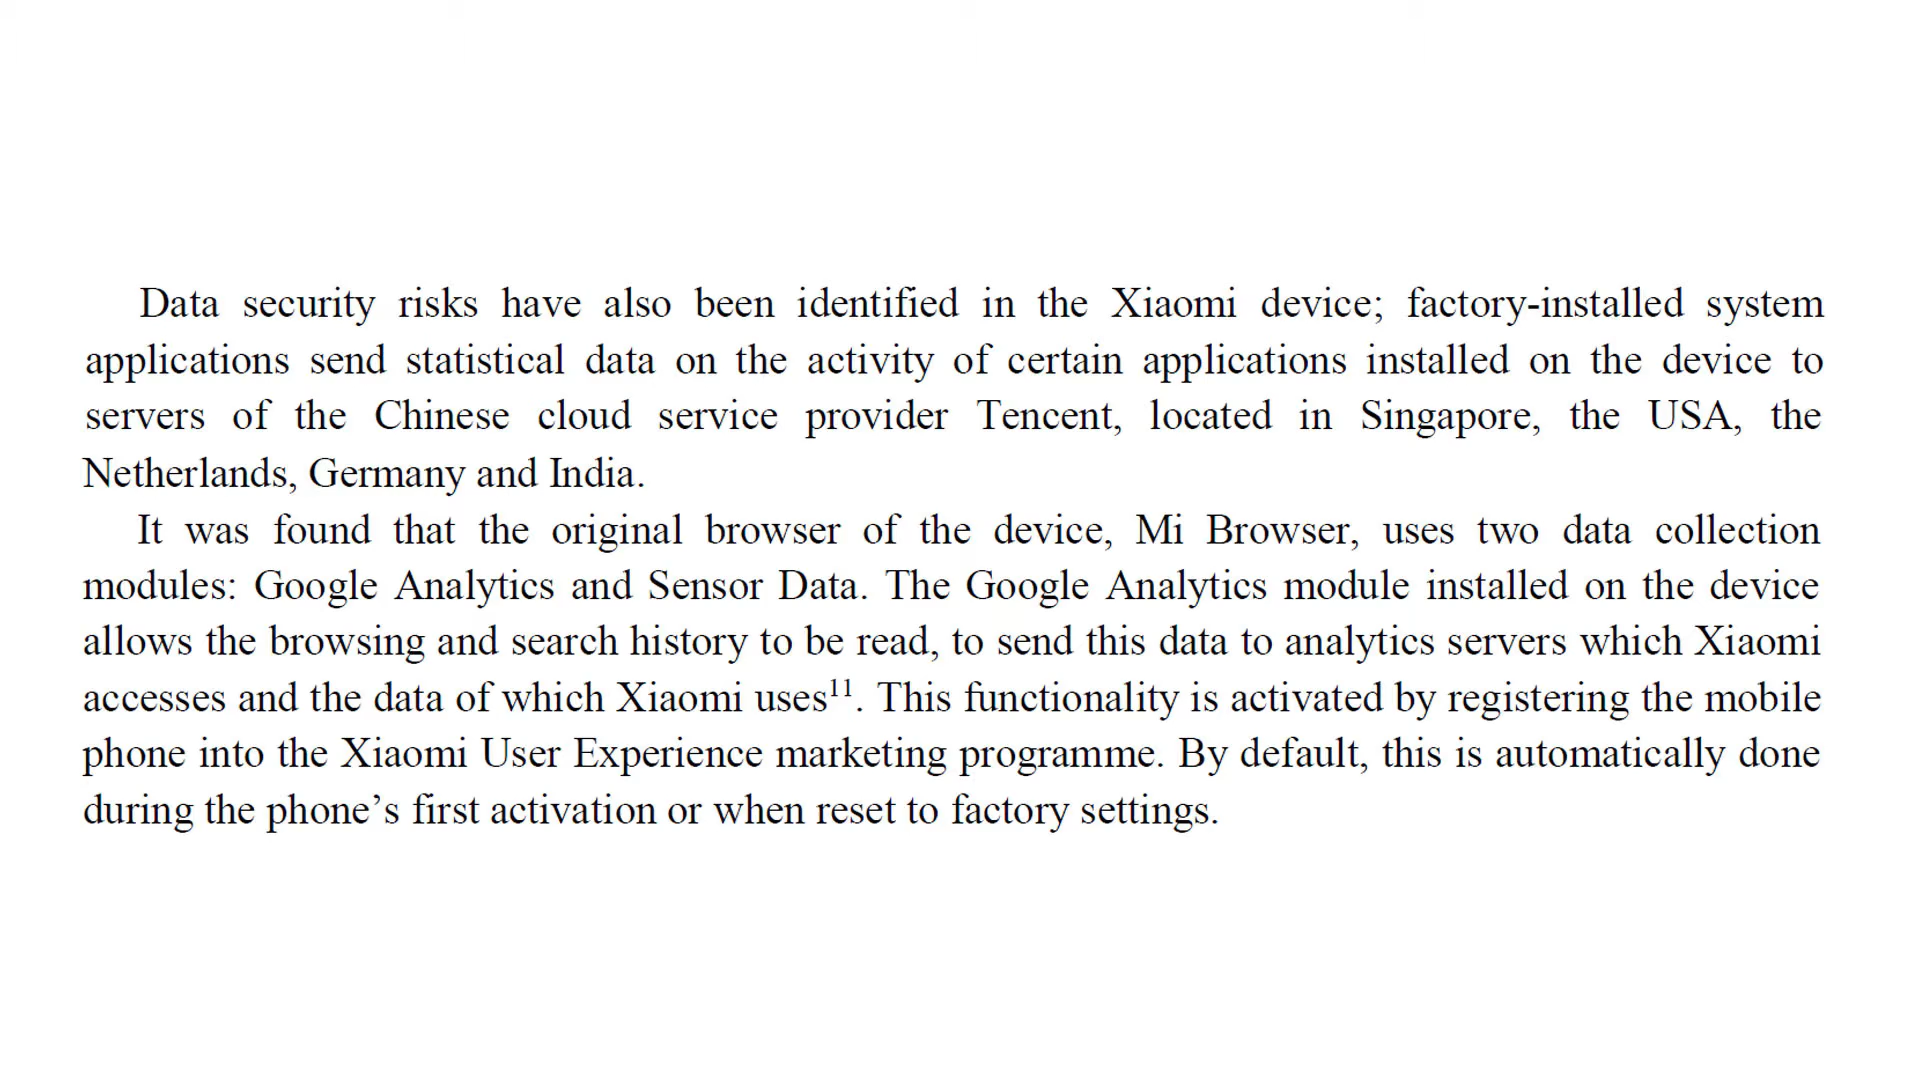 Data security risks have also been identified in the Xiaomi device; factory-installed system
applications send statistical data on the activity of certain applications installed on the device to
servers of the Chinese cloud service provider Tencent, located in Singapore, the USA, the
Netherlands, Germany and India.
It was found that the original browser of the device, Mi Browser, uses two data collection
modules: Google Analytics and Sensor Data. The Google Analytics module installed on the device
allows the browsing and search history to be read, to send this data to analytics servers which Xiaomi
accesses and the data of which Xiaomi uses¹¹. This functionality is activated by registering the mobile
phone into the Xiaomi User Experience marketing programme. By default, this is automatically done
during the phone’s first activation or when reset to factory settings.